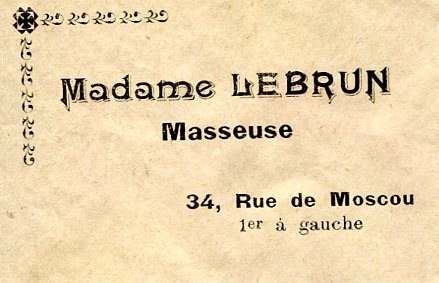 Madame LEBRUN
Masseuse
34, Rue de Moscou
1er á gauche